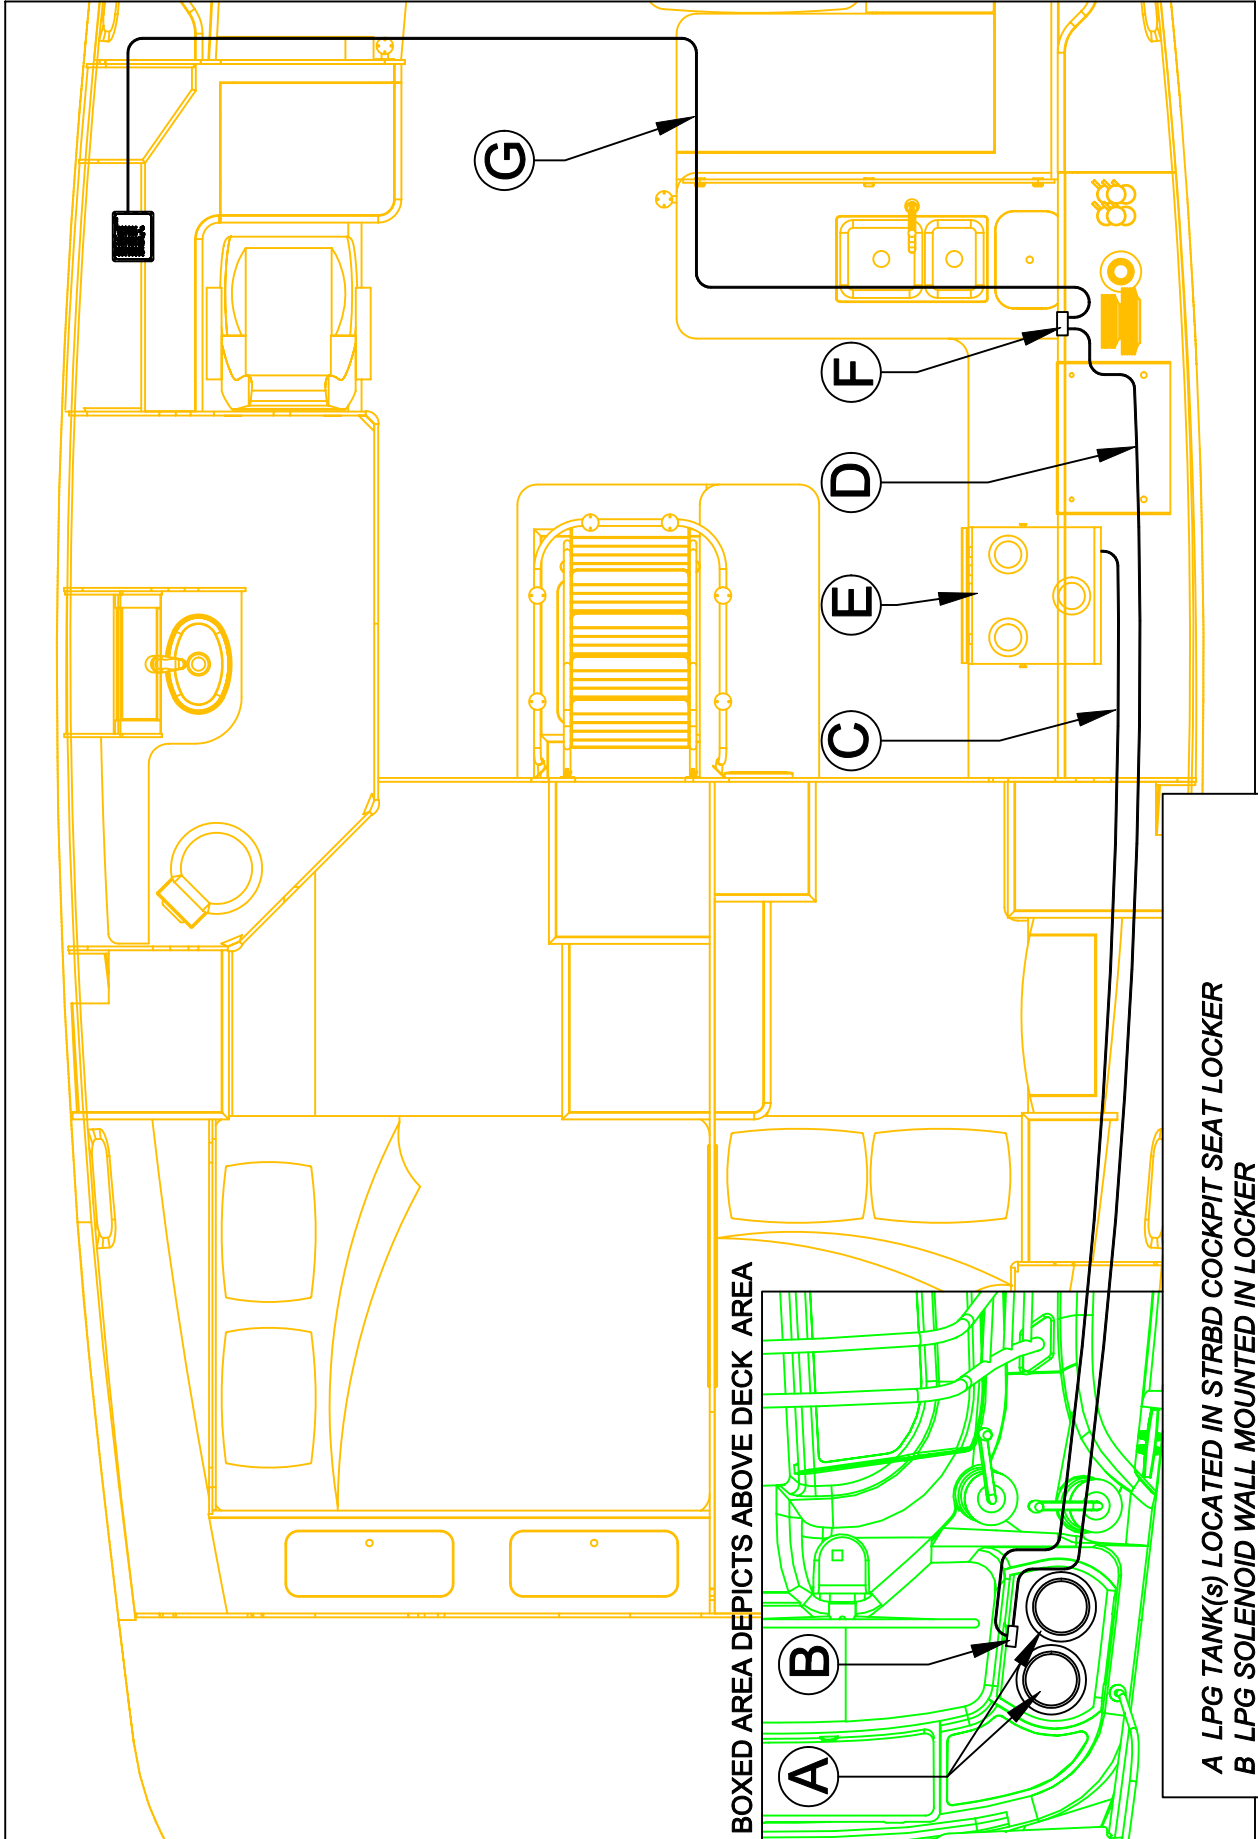 G
F
D
E
C
B
A
BOXED AREA DEPICTS ABOVE DECK AREA
A LPG TANK(s) LOCATED IN STRBD COCKPIT SEAT LOCKER
B LPG SOLENOID WALL MOUNTED IN LOCKER